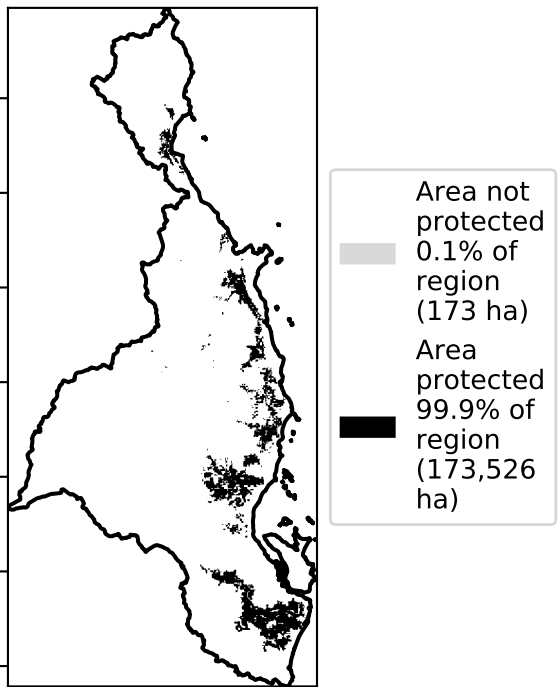 Area not
protected
0.1% of
region
(173 ha)
Area
protected
99.9% of
region
(173,526
ha)